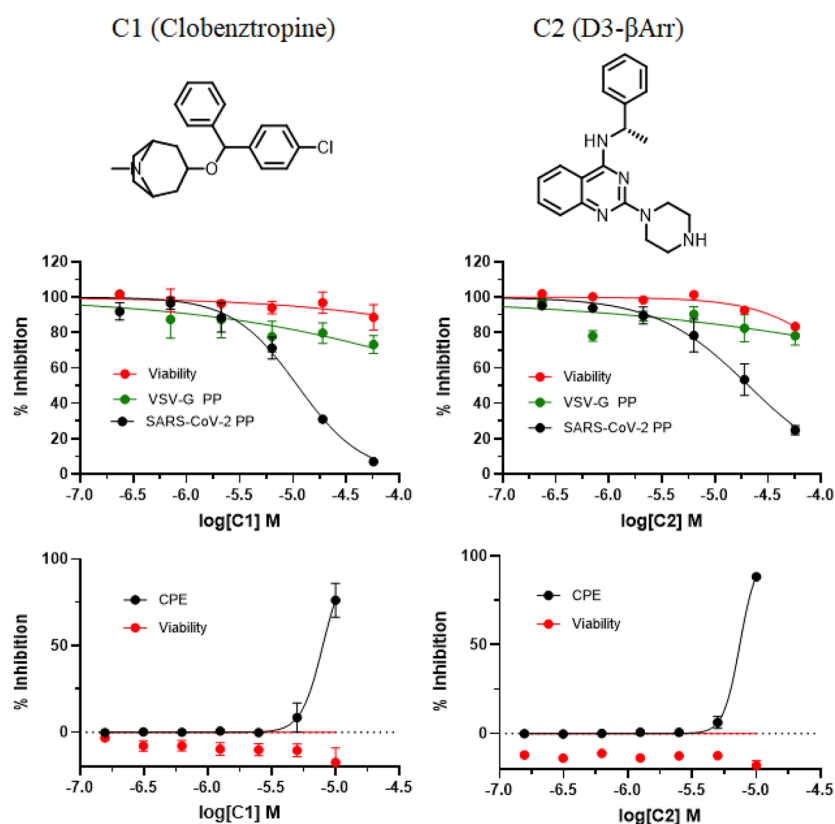 C1 (Clobenztropine)
C2 (D3-βArr)
N
O
Cl
HN
N
N
N
NH
120
100
80
60
40
20
0
% Inhibition
Viability
VSV-G PP
SARS-CoV-2 PP
-7.0 -6.5 -6.0 -5.5 -5.0 -4.5 -4.0
log[C1] M
120
100
80
60
40
20
0
% Inhibition
Viability
VSV-G PP
SARS-CoV-2 PP
-7.0 -6.5 -6.0 -5.5 -5.0 -4.5 -4.0
log[C2] M
100
50
0
% Inhibition
CPE
Viability
-7.0 -6.5 -6.0 -5.5 -5.0 -4.5
log[C1] M
100
50
0
% Inhibition
CPE
Viability
-7.0 -6.5 -6.0 -5.5 -5.0 -4.5
log[C2] M